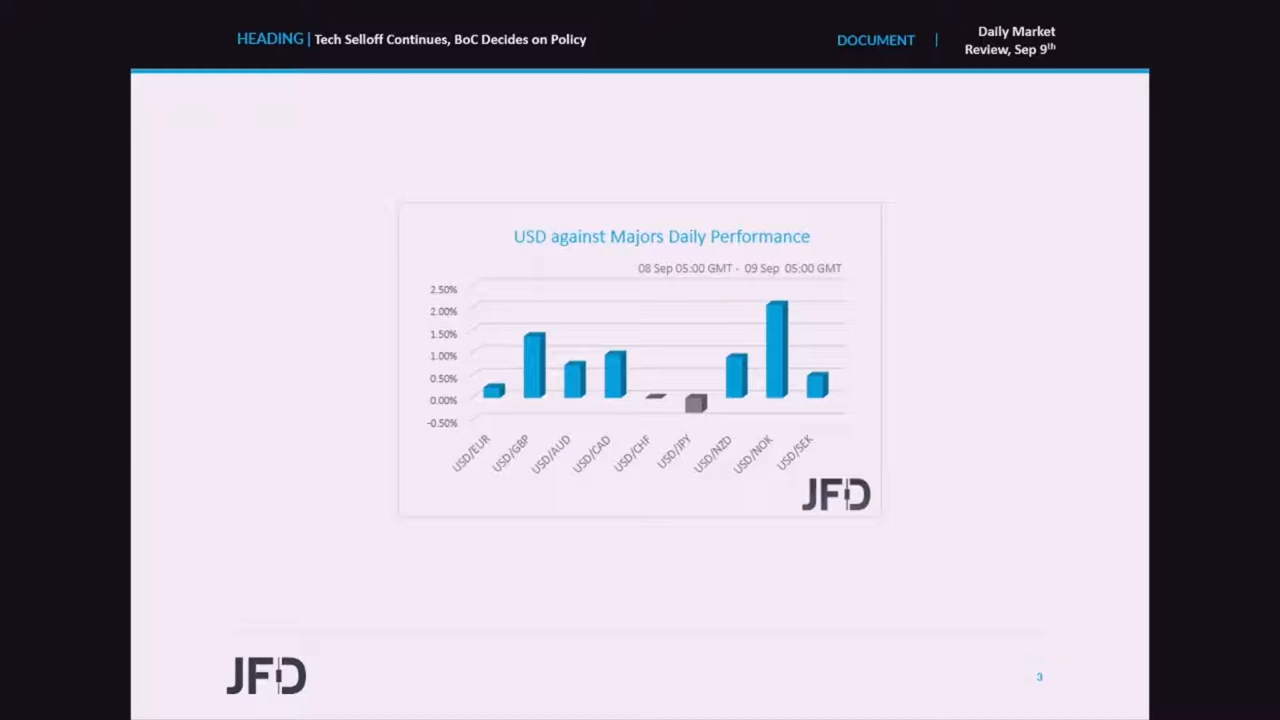 HEADING | Tech Selloff Continues, BoC Decides on Policy
DOCUMENT | Daily Market
Review, Sep 9th
USD against Majors Daily Performance
08 Sep 05:00 GMT - 09 Sep 05:00 GMT
2.50%
2.00%
1.50%
1.00%
0.50%
0.00%
-0.50%
USD/EUR
USD/GBP
USD/AUD
USD/CAD
USD/CHF
USD/JPY
USD/NZD
USD/NOK
USD/SEK
JFD
JFD
3